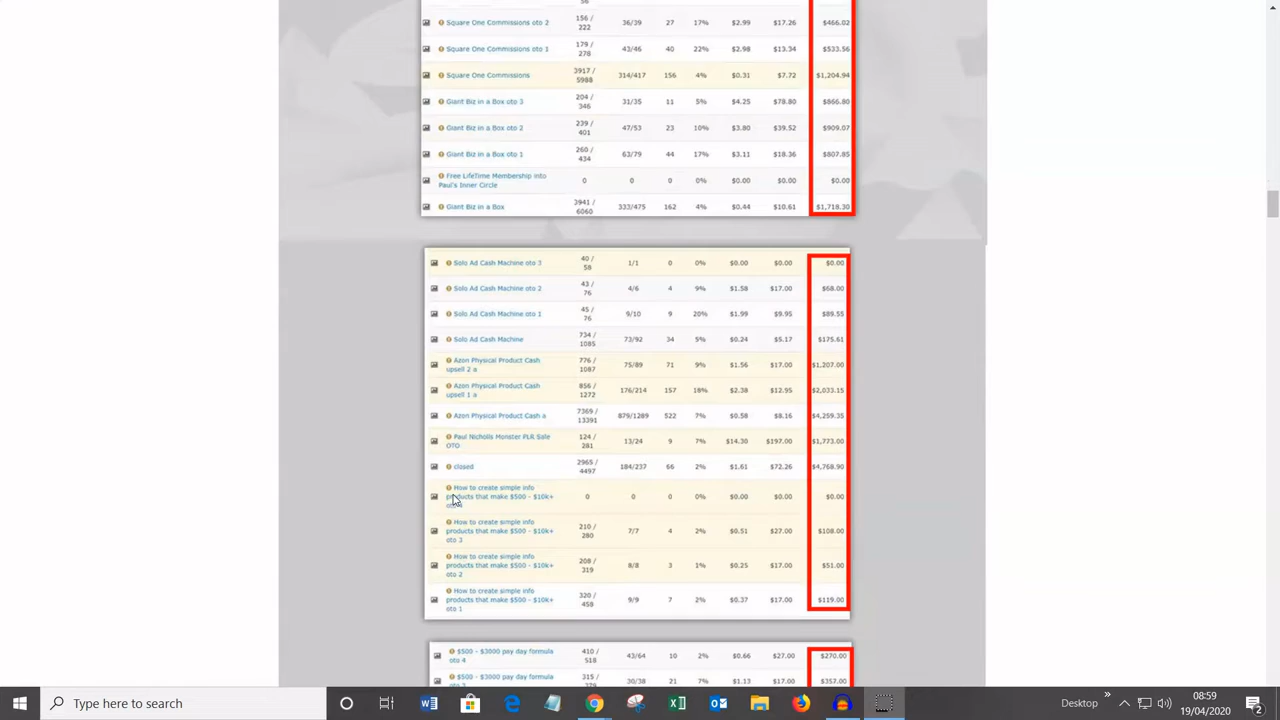 56
Square One Commissions oto 2 156 / 222 36/39 27 17% $2.99 $17.26 $466.02
Square One Commissions oto 1 179 / 278 43/46 40 22% $2.98 $13.34 $533.56
Square One Commissions 3917 / 5988 314/417 156 4% $0.31 $7.72 $1,204.94
Giant Biz in a Box oto 3 204 / 346 31/35 11 5% $4.25 $78.80 $866.80
Giant Biz in a Box oto 2 239 / 401 47/53 23 10% $3.80 $39.52 $909.07
Giant Biz in a Box oto 1 260 / 434 63/79 44 17% $3.11 $18.36 $807.85
Free LifeTime Membership into
Paul's Inner Circle 0 0 0 0% $0.00 $0.00 $0.00
Giant Biz in a Box 3941 / 6060 333/475 162 4% $0.44 $10.61 $1,718.30
Solo Ad Cash Machine oto 3 40 / 58 1/1 0 0% $0.00 $0.00 $0.00
Solo Ad Cash Machine oto 2 43 / 76 4/6 4 9% $1.58 $17.00 $68.00
Solo Ad Cash Machine oto 1 45 / 76 9/10 9 20% $1.99 $9.95 $89.55
Solo Ad Cash Machine 734 / 1085 73/92 34 5% $0.24 $5.17 $175.61
Azon Physical Product Cash
upsell 2 a 776 / 1087 75/89 71 9% $1.56 $17.00 $1,207.00
Azon Physical Product Cash
upsell 1 a 856 / 1272 176/214 157 18% $2.38 $12.95 $2,033.15
Azon Physical Product Cash a 7369 / 13391 879/1289 522 7% $0.58 $8.16 $4,259.35
Paul Nicholls Monster PLR Sale
OTO 124 / 281 13/24 9 7% $14.30 $197.00 $1,773.00
closed 2965 / 4497 184/237 66 2% $1.61 $72.26 $4,768.90
How to create simple info
products that make $500 - $10k+
oto 4 0 0 0 0% $0.00 $0.00 $0.00
How to create simple info
products that make $500 - $10k+
oto 3 210 / 280 7/7 4 2% $0.51 $27.00 $108.00
How to create simple info
products that make $500 - $10k+
oto 2 208 / 319 8/8 3 1% $0.25 $17.00 $51.00
How to create simple info
products that make $500 - $10k+
oto 1 320 / 458 9/9 7 2% $0.37 $17.00 $119.00
$500 - $3000 pay day formula
oto 4 410 / 518 43/64 10 2% $0.66 $27.00 $270.00
$500 - $3000 pay day formula
315 / 30/38 21 7% $1.13 $17.00 $357.00
Desktop
08:59
19/04/2020
2